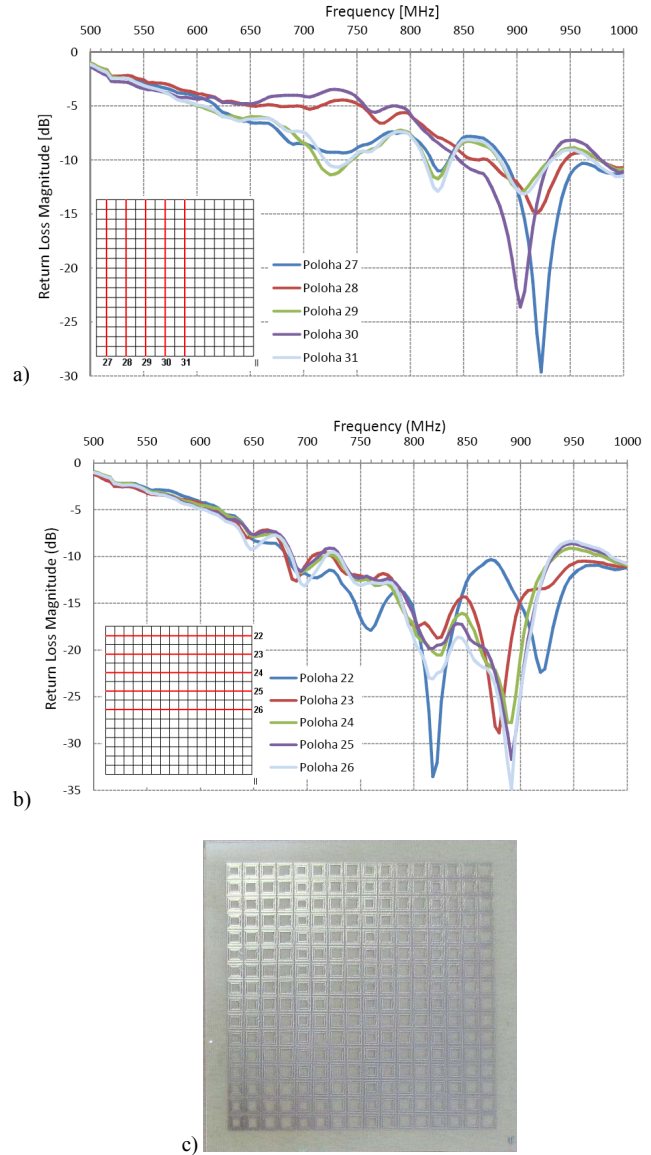 Frequency [MHz]
500 550 600 650 700 750 800 850 900 950 1000
0
-5
-10
-15
-20
-25
-30
Return Loss Magnitude [dB]
27 28 29 30 31
II
Poloha 27
Poloha 28
Poloha 29
Poloha 30
Poloha 31
a)
Frequency (MHz)
500 550 600 650 700 750 800 850 900 950 1000
0
-5
-10
-15
-20
-25
-30
-35
Return Loss Magnitude (dB)
22
23
24
25
26
II
Poloha 22
Poloha 23
Poloha 24
Poloha 25
Poloha 26
b)
c)